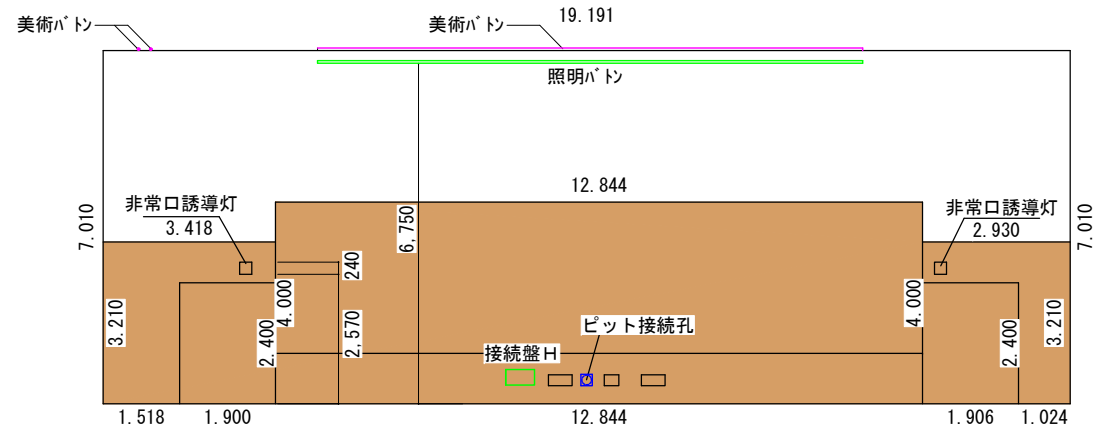 美術ﾊﾞﾄﾝ
美術ﾊﾞﾄﾝ
19.191
照明ﾊﾞﾄﾝ
12.844
非常口誘導灯
3.418
非常口誘導灯
2.930
7.010
6,750
7.010
240
4.000
4.000
3.210
2.400
2,570
ピット接続孔
接続盤H
2.400
3.210
1.518
1.900
12.844
1.906
1.024